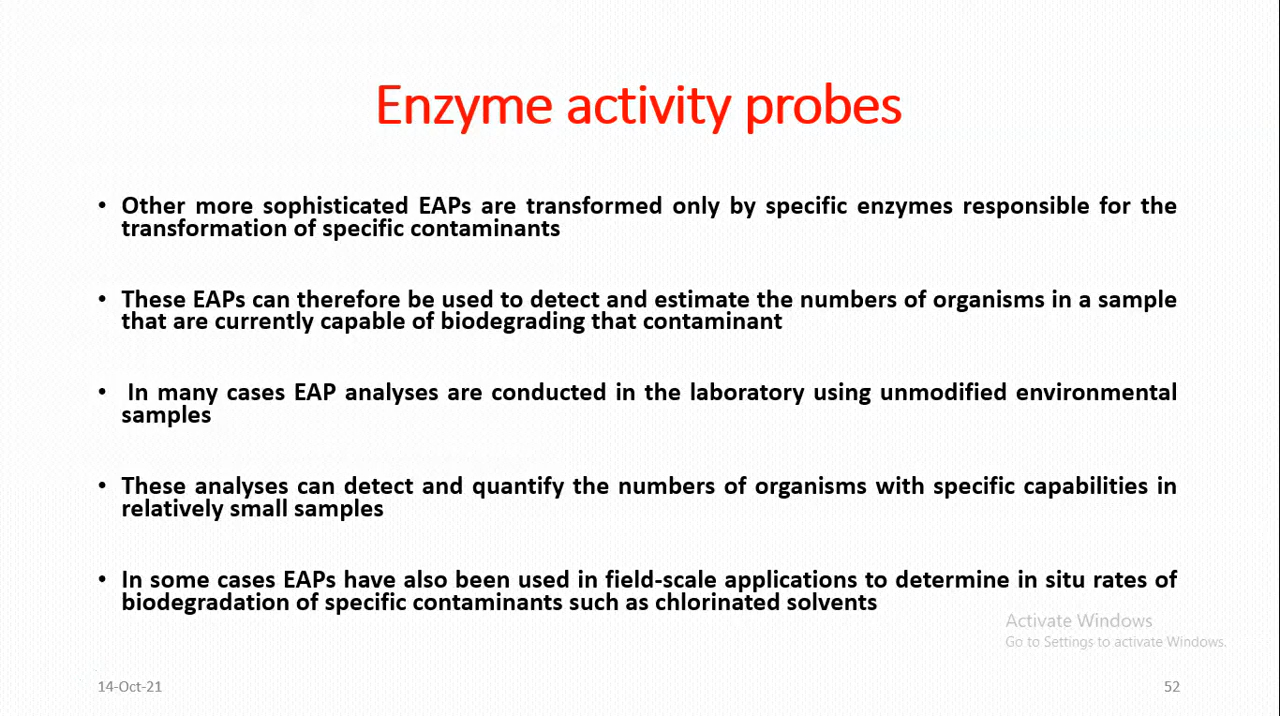 Enzyme activity probes
• Other more sophisticated EAPs are transformed only by specific enzymes responsible for the
transformation of specific contaminants
• These EAPs can therefore be used to detect and estimate the numbers of organisms in a sample
that are currently capable of biodegrading that contaminant
• In many cases EAP analyses are conducted in the laboratory using unmodified environmental
samples
• These analyses can detect and quantify the numbers of organisms with specific capabilities in
relatively small samples
• In some cases EAPs have also been used in field-scale applications to determine in situ rates of
biodegradation of specific contaminants such as chlorinated solvents
Activate Windows
Go to Settings to activate Windows.
14-Oct-21
52